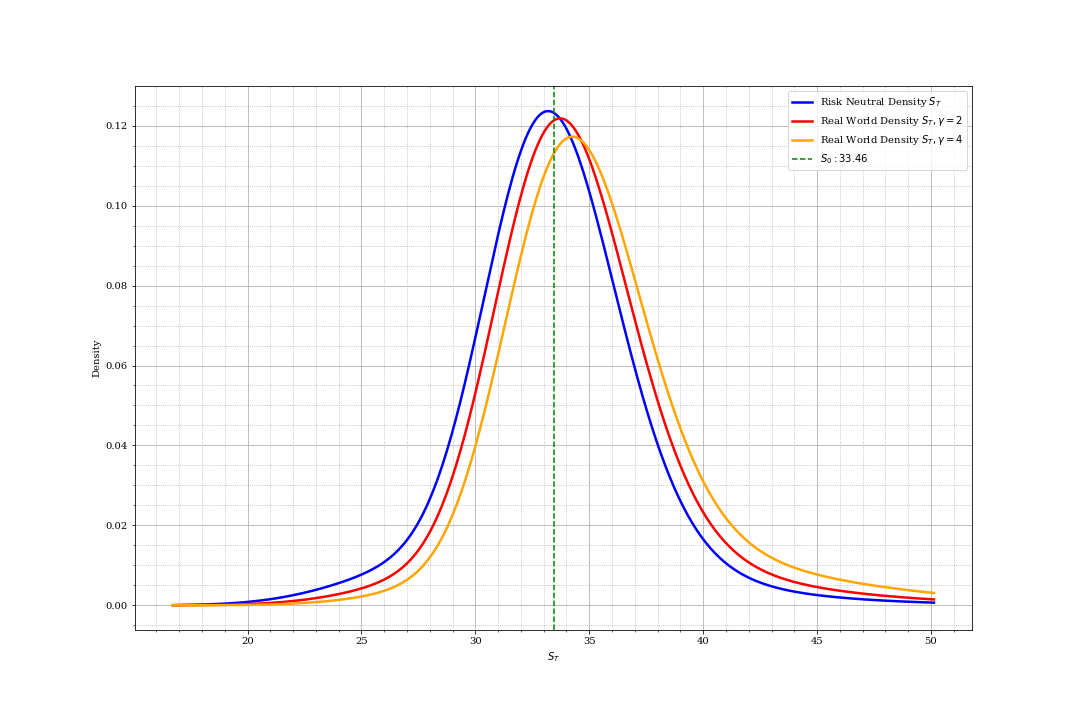 Risk Neutral Density S_T
Real World Density S_T, γ = 2
Real World Density S_T, γ = 4
S_0 : 33.46
0.12
0.10
0.08
0.06
0.04
0.02
0.00
Density
20 25 30 35 40 45 50
S_T